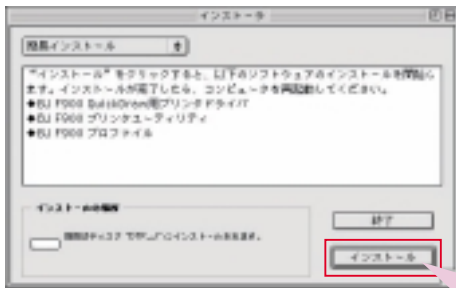 インストーラ
簡易インストール
"インストール" をクリックすると、以下のソフトウェアのインストールを開始し
ます。インストールが完了したら、コンピュータを再起動してください。
◆BJ F900 QuickDraw用プリンタドライバ
◆BJ F900 プリンタユーティリティ
◆BJ F900 プロファイル
インストールの場所
終了
インストール